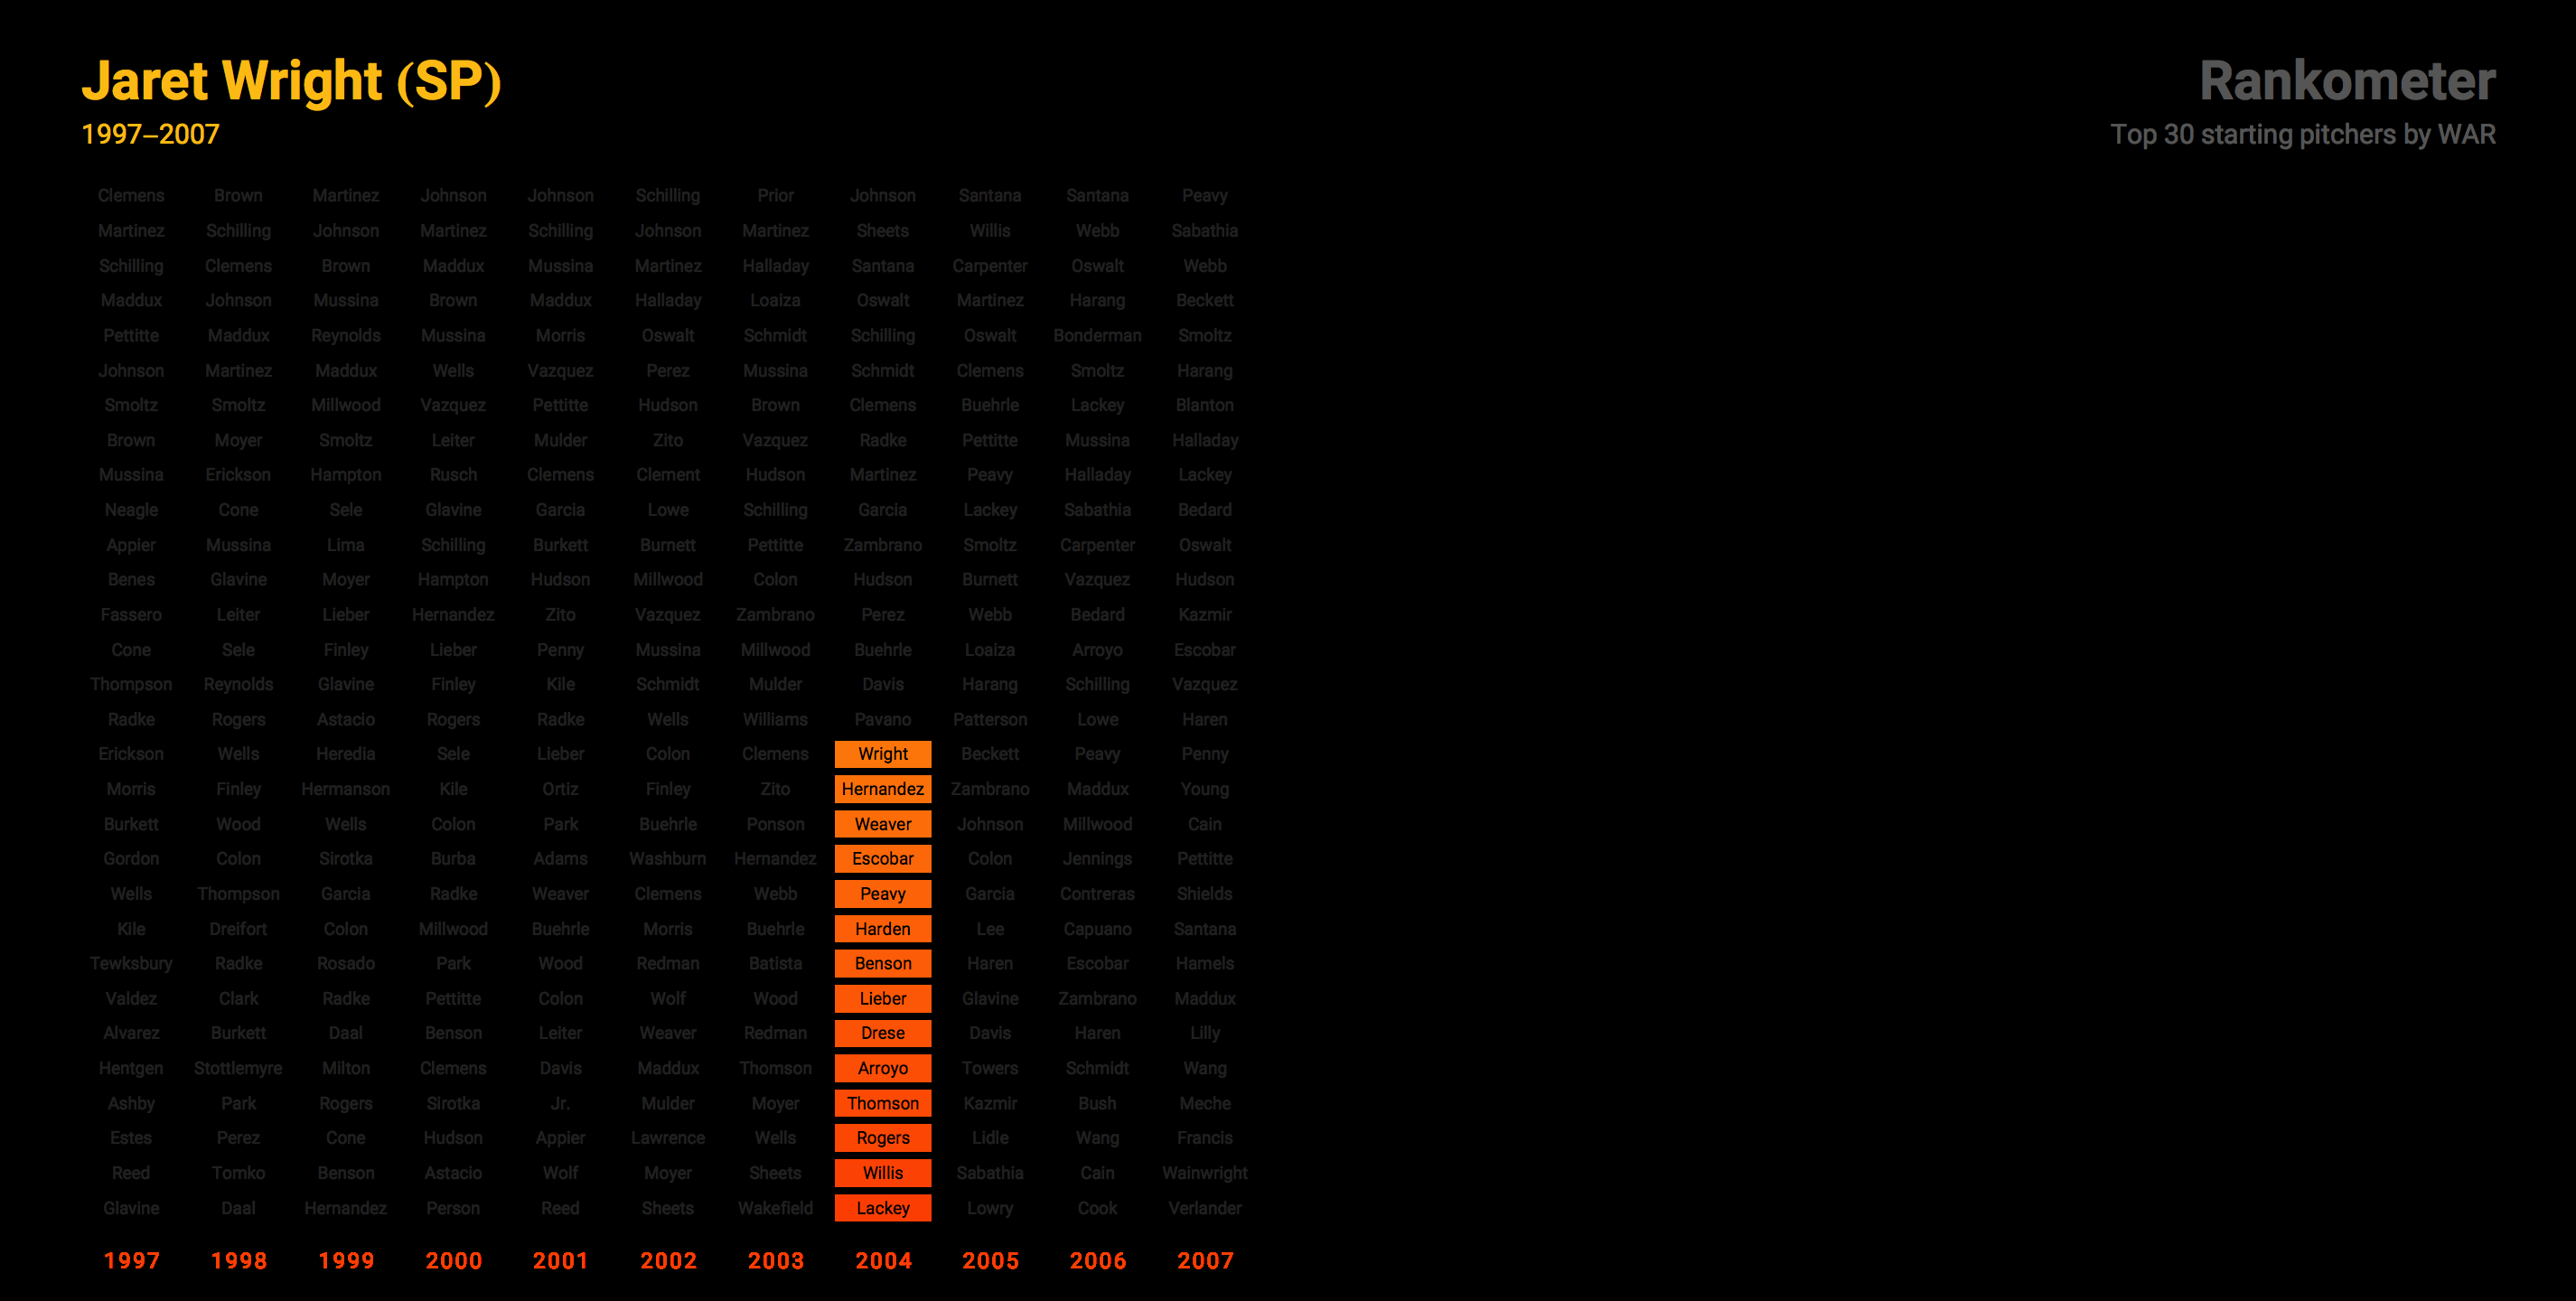 Jaret Wright (SP)
1997–2007
Rankometer
Top 30 starting pitchers by WAR
Clemens Brown Martinez Johnson Johnson Schilling Prior Johnson Santana Santana Peavy
Martinez Schilling Johnson Martinez Schilling Johnson Martinez Sheets Willis Webb Sabathia
Schilling Clemens Brown Maddux Mussina Martinez Halladay Santana Carpenter Oswalt Webb
Maddux Johnson Mussina Brown Maddux Halladay Loaiza Oswalt Martinez Harang Beckett
Pettitte Maddux Reynolds Mussina Morris Oswalt Schmidt Schilling Oswalt Bonderman Smoltz
Johnson Martinez Maddux Wells Vazquez Perez Mussina Schmidt Clemens Smoltz Harang
Smoltz Smoltz Millwood Vazquez Pettitte Hudson Brown Clemens Buehrle Lackey Blanton
Brown Moyer Smoltz Leiter Mulder Zito Vazquez Radke Pettitte Mussina Halladay
Mussina Erickson Hampton Rusch Clemens Clement Hudson Martinez Peavy Halladay Lackey
Neagle Cone Sele Glavine Garcia Lowe Schilling Garcia Lackey Sabathia Bedard
Appier Mussina Lima Schilling Burkett Burnett Pettitte Zambrano Smoltz Carpenter Oswalt
Benes Glavine Moyer Hampton Hudson Millwood Colon Hudson Burnett Vazquez Hudson
Fassero Leiter Lieber Hernandez Zito Vazquez Zambrano Perez Webb Bedard Kazmir
Cone Sele Finley Lieber Penny Mussina Millwood Buehrle Loaiza Arroyo Escobar
Thompson Reynolds Glavine Finley Kile Schmidt Mulder Davis Harang Schilling Vazquez
Radke Rogers Astacio Rogers Radke Wells Williams Pavano Patterson Lowe Haren
Erickson Wells Heredia Sele Lieber Colon Clemens Wright Beckett Peavy Penny
Morris Finley Hermanson Kile Ortiz Finley Zito Hernandez Zambrano Maddux Young
Burkett Wood Wells Colon Park Buehrle Ponson Weaver Johnson Millwood Cain
Gordon Colon Sirotka Burba Adams Washburn Hernandez Escobar Colon Jennings Pettitte
Wells Thompson Garcia Radke Weaver Clemens Webb Peavy Garcia Contreras Shields
Kile Dreifort Colon Millwood Buehrle Morris Buehrle Harden Lee Capuano Santana
Tewksbury Radke Rosado Park Wood Redman Batista Benson Haren Escobar Hamels
Valdez Clark Radke Pettitte Colon Wolf Wood Lieber Glavine Zambrano Maddux
Alvarez Burkett Daal Benson Leiter Weaver Redman Drese Davis Haren Lilly
Hentgen Stottlemyre Milton Clemens Davis Maddux Thomson Arroyo Towers Schmidt Wang
Ashby Park Rogers Sirotka Jr. Mulder Moyer Thomson Kazmir Bush Meche
Estes Perez Cone Hudson Appier Lawrence Wells Rogers Lidle Wang Francis
Reed Tomko Benson Astacio Wolf Moyer Sheets Willis Sabathia Cain Wainwright
Glavine Daal Hernandez Person Reed Sheets Wakefield Lackey Lowry Cook Verlander
1997 1998 1999 2000 2001 2002 2003 2004 2005 2006 2007